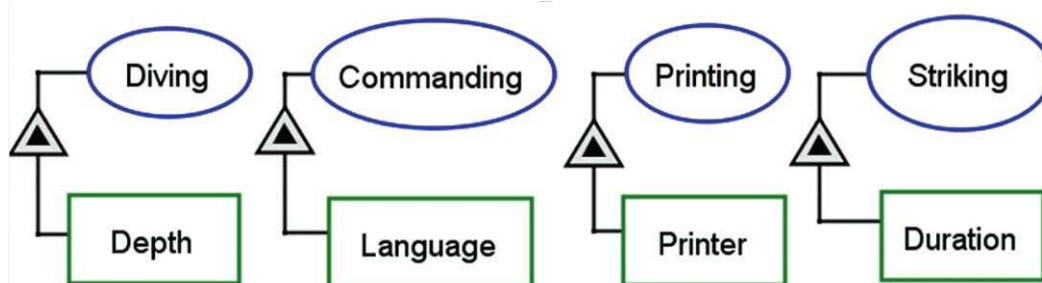 Diving
Commanding
Printing
Striking
Depth
Language
Printer
Duration